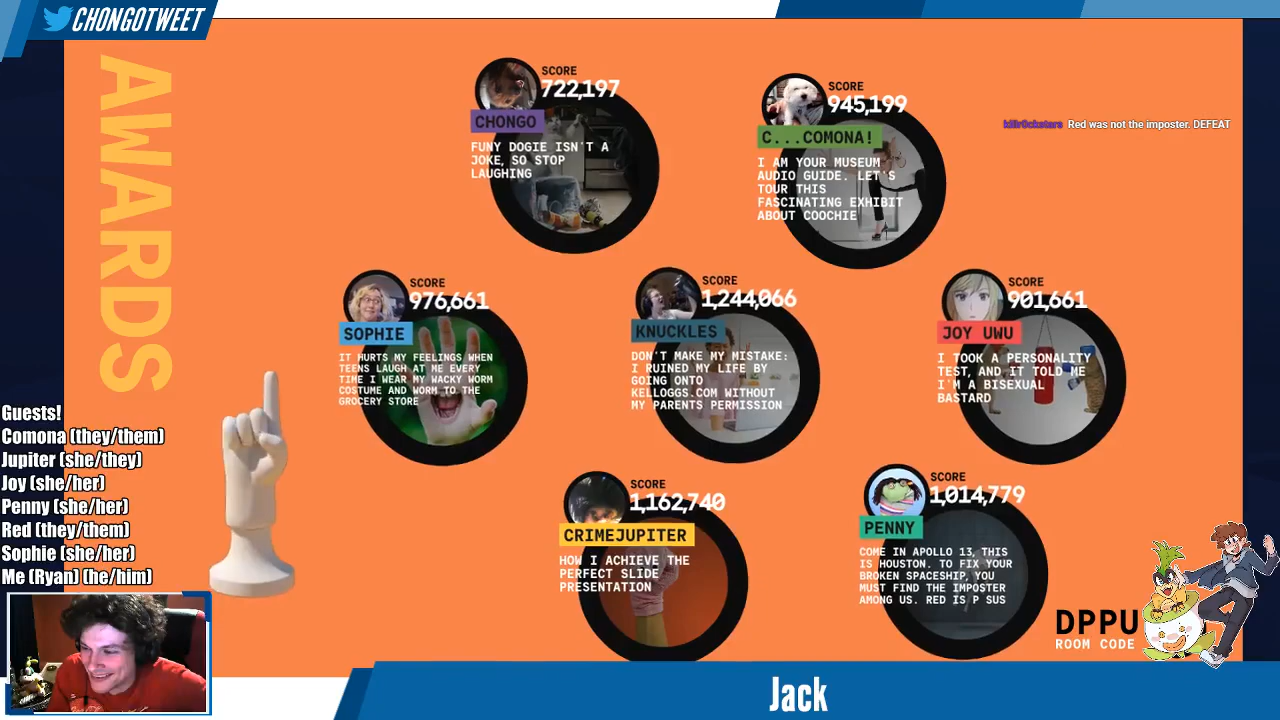 CHONGOTWEET
AWARDS
SCORE
722,197
CHONGO
FUNY DOGIE ISN'T A
JOKE, SO STOP
LAUGHING
SCORE
945,199
C...COMONA!
I AM YOUR MUSEUM
AUDIO GUIDE. LET'S
TOUR THIS
FASCINATING EXHIBIT
ABOUT COOCHIE
Red was not the imposter. DEFEAT
SCORE
976,661
SOPHIE
IT HURTS MY FEELINGS WHEN
TEENS LAUGH AT ME EVERY
TIME I WEAR MY WACKY WORM
COSTUME AND WORM TO THE
GROCERY STORE
SCORE
1,244,066
KNUCKLES
DON'T MAKE MY MISTAKE:
I RUINED MY LIFE BY
GOING ONTO
KELLOGGS.COM WITHOUT
MY PARENTS PERMISSION
SCORE
901,661
JOY UWU
I TOOK A PERSONALITY
TEST, AND IT TOLD ME
I'M A BISEXUAL
BASTARD
SCORE
1,162,740
CRIMEJUPITER
HOW I ACHIEVE THE
PERFECT SLIDE
PRESENTATION
SCORE
1,014,779
PENNY
COME IN APOLLO 13, THIS
IS HOUSTON. TO FIX YOUR
BROKEN SPACESHIP, YOU
MUST FIND THE IMPOSTER
AMONG US. RED IS P SUS
Guests!
Comona (they/them)
Jupiter (she/they)
Joy (she/her)
Penny (she/her)
Red (they/them)
Sophie (she/her)
Me (Ryan) (he/him)
DPPU
ROOM CODE
Jack